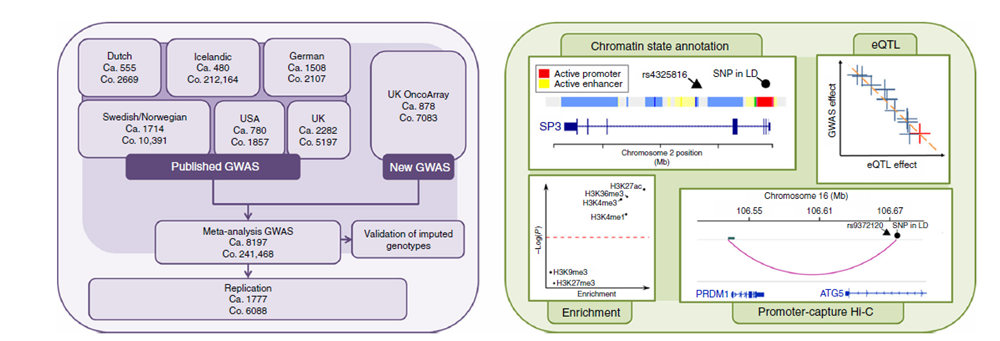 Dutch
Ca. 555
Co. 2669
Icelandic
Ca. 480
Co. 212,164
German
Ca. 1508
Co. 2107
UK OncoArray
Ca. 878
Co. 7083
Swedish/Norwegian
Ca. 1714
Co. 10,391
USA
Ca. 780
Co. 1857
UK
Ca. 2282
Co. 5197
Published GWAS
New GWAS
Meta-analysis GWAS
Ca. 8197
Co. 241,468
Validation of imputed
genotypes
Replication
Ca. 1777
Co. 6088
Chromatin state annotation
Active promoter
Active enhancer
rs4325816
SNP in LD
SP3
Chromosome 2 position
(Mb)
eQTL
GWAS effect
eQTL effect
H3K27ac
H3K36me3
H3K4me3
H3K4me1
–Log(P)
H3K9me3
H3K27me3
Enrichment
Enrichment
Chromosome 16 (Mb)
106.55 106.61 106.67
rs9372120 SNP in LD
PRDM1 ATG5
Promoter-capture Hi-C